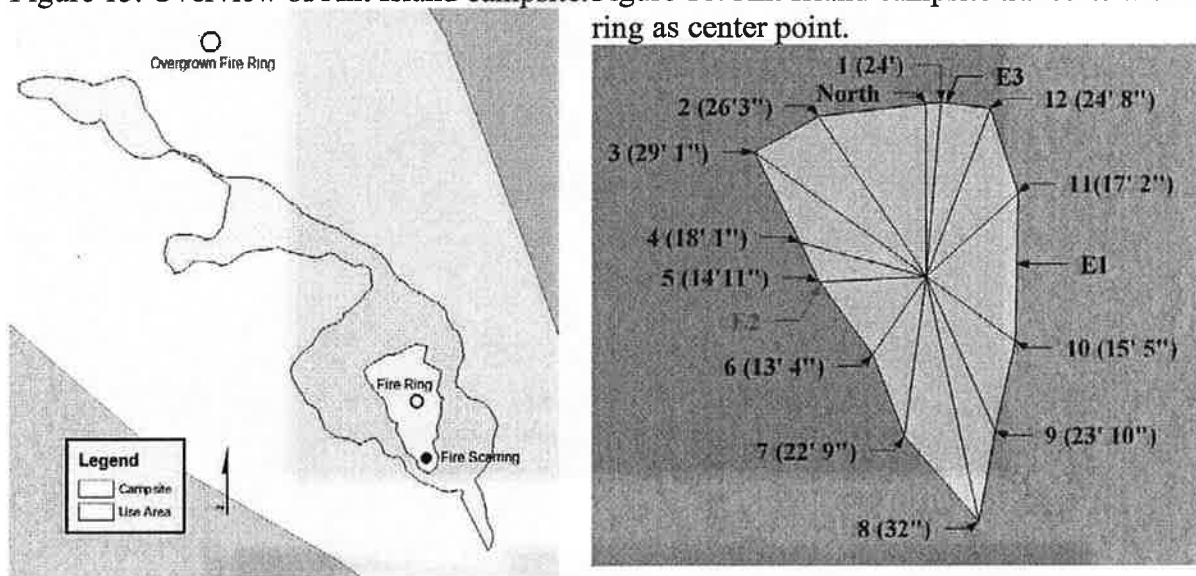 ring as center point.
Overgrown Fire Ring
Fire Ring
Fire Scarring
Legend
Campsite
Use Area
1 (24')
E3
North
12 (24' 8")
2 (26'3")
3 (29' 1")
11(17' 2")
4 (18' 1")
5 (14'11")
E1
E2
6 (13' 4")
10 (15' 5")
7 (22' 9")
9 (23' 10")
8 (32")